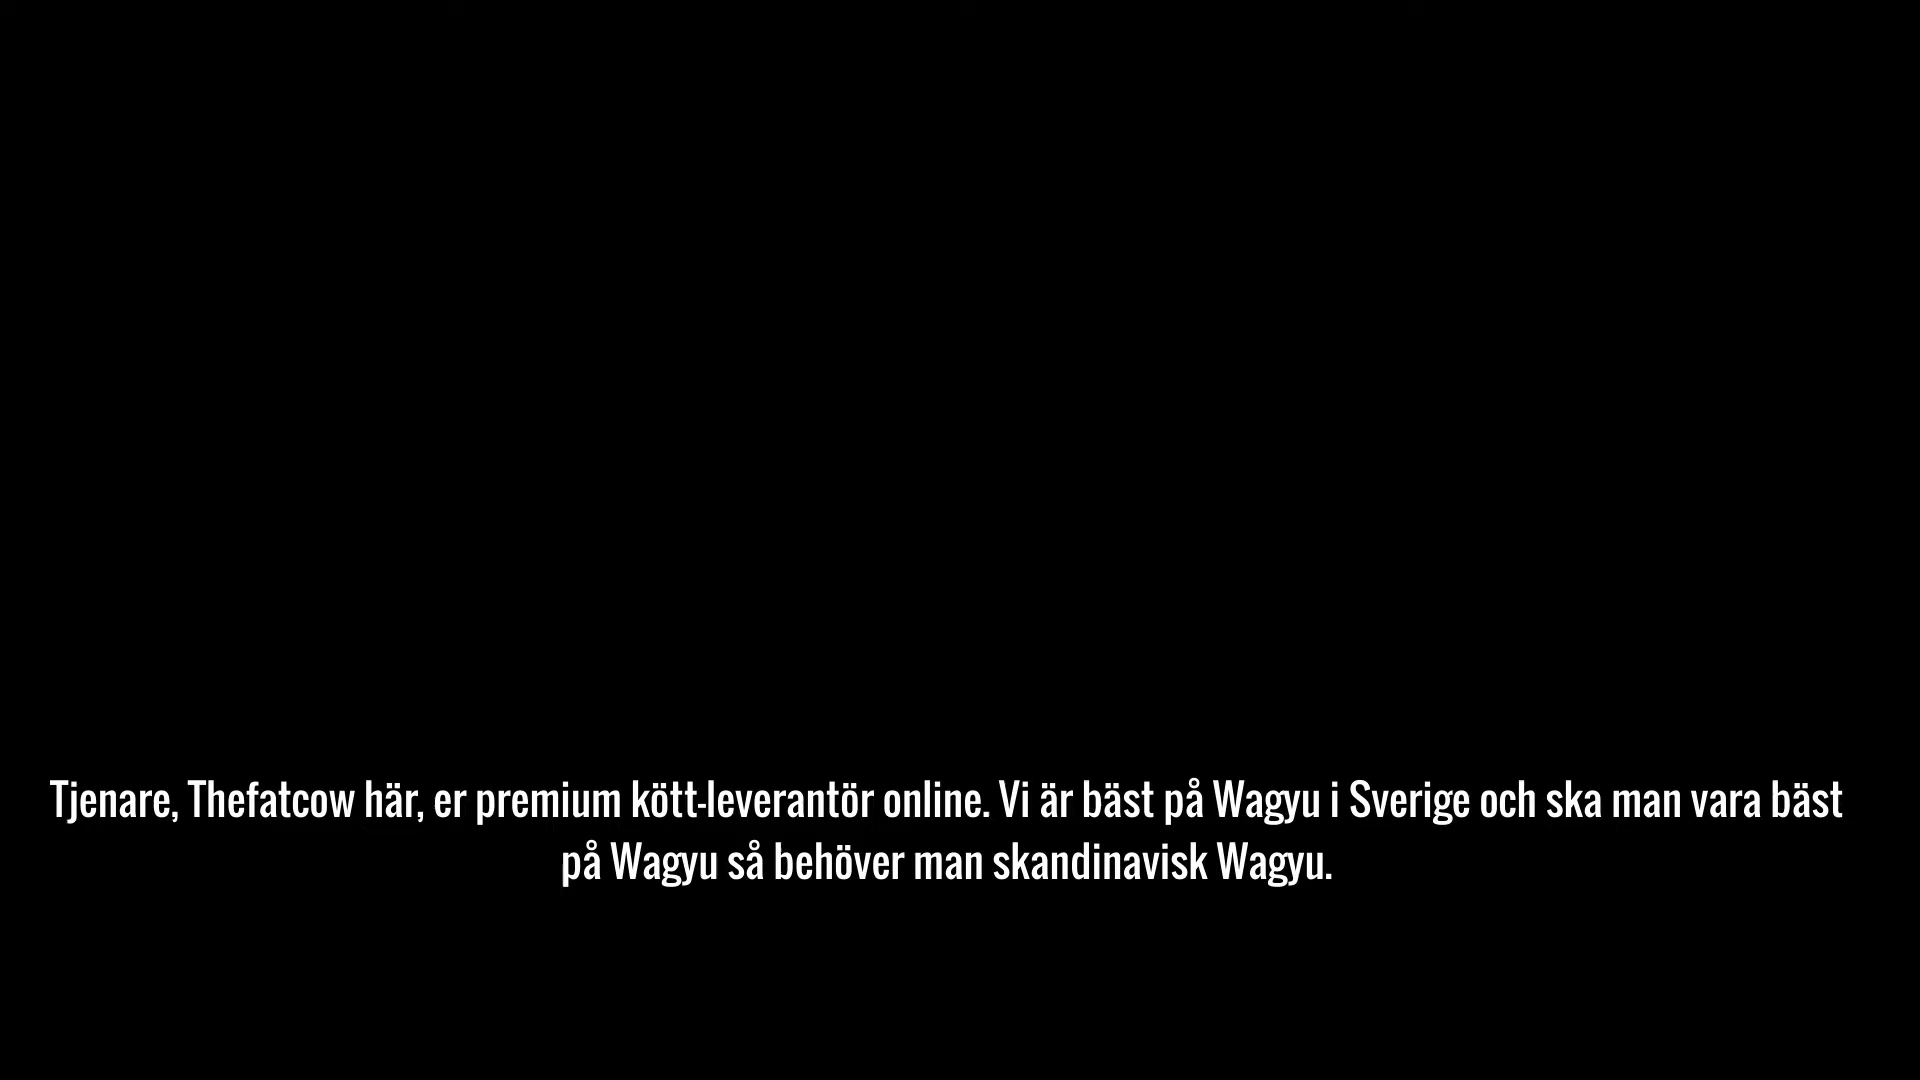 Tjenare, Thefatcow här, er premium kött-leverantör online. Vi är bäst på Wagyu i Sverige och ska man vara bäst
på Wagyu så behöver man skandinavisk Wagyu.